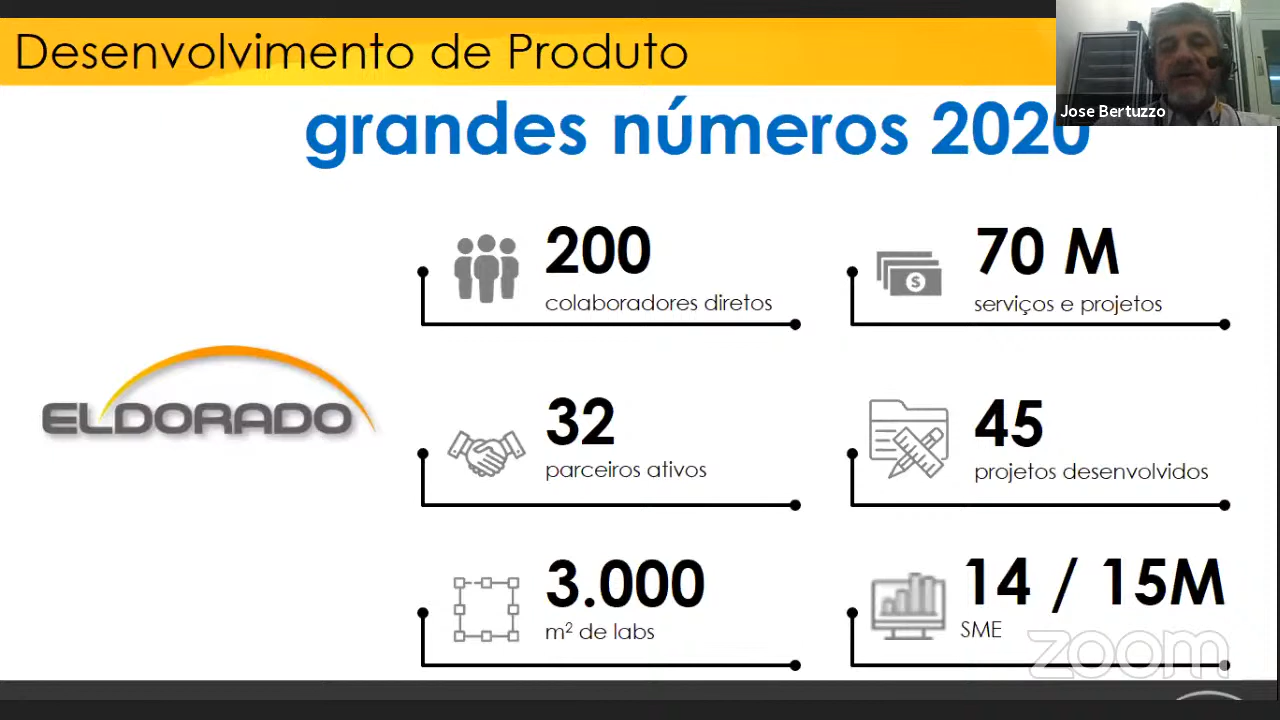 Desenvolvimento de Produto
Jose Bertuzzo
grandes números 2020
200
colaboradores diretos
70 M
serviços e projetos
$
ELDORADO
32
parceiros ativos
45
projetos desenvolvidos
3.000
m² de labs
14 / 15M
SME
zoom